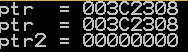 ptr  = 003C2308
ptr  = 003C2308
ptr2 = 00000000